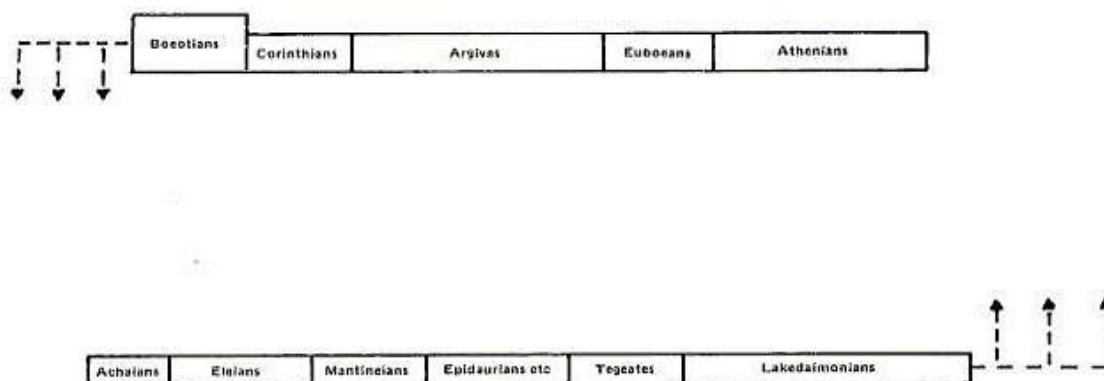 Boeotians
Corinthians Argives Euboeans Athenians
Achaians Eleians Mantineians Epidaurians etc Tegeates Lakedaimonians